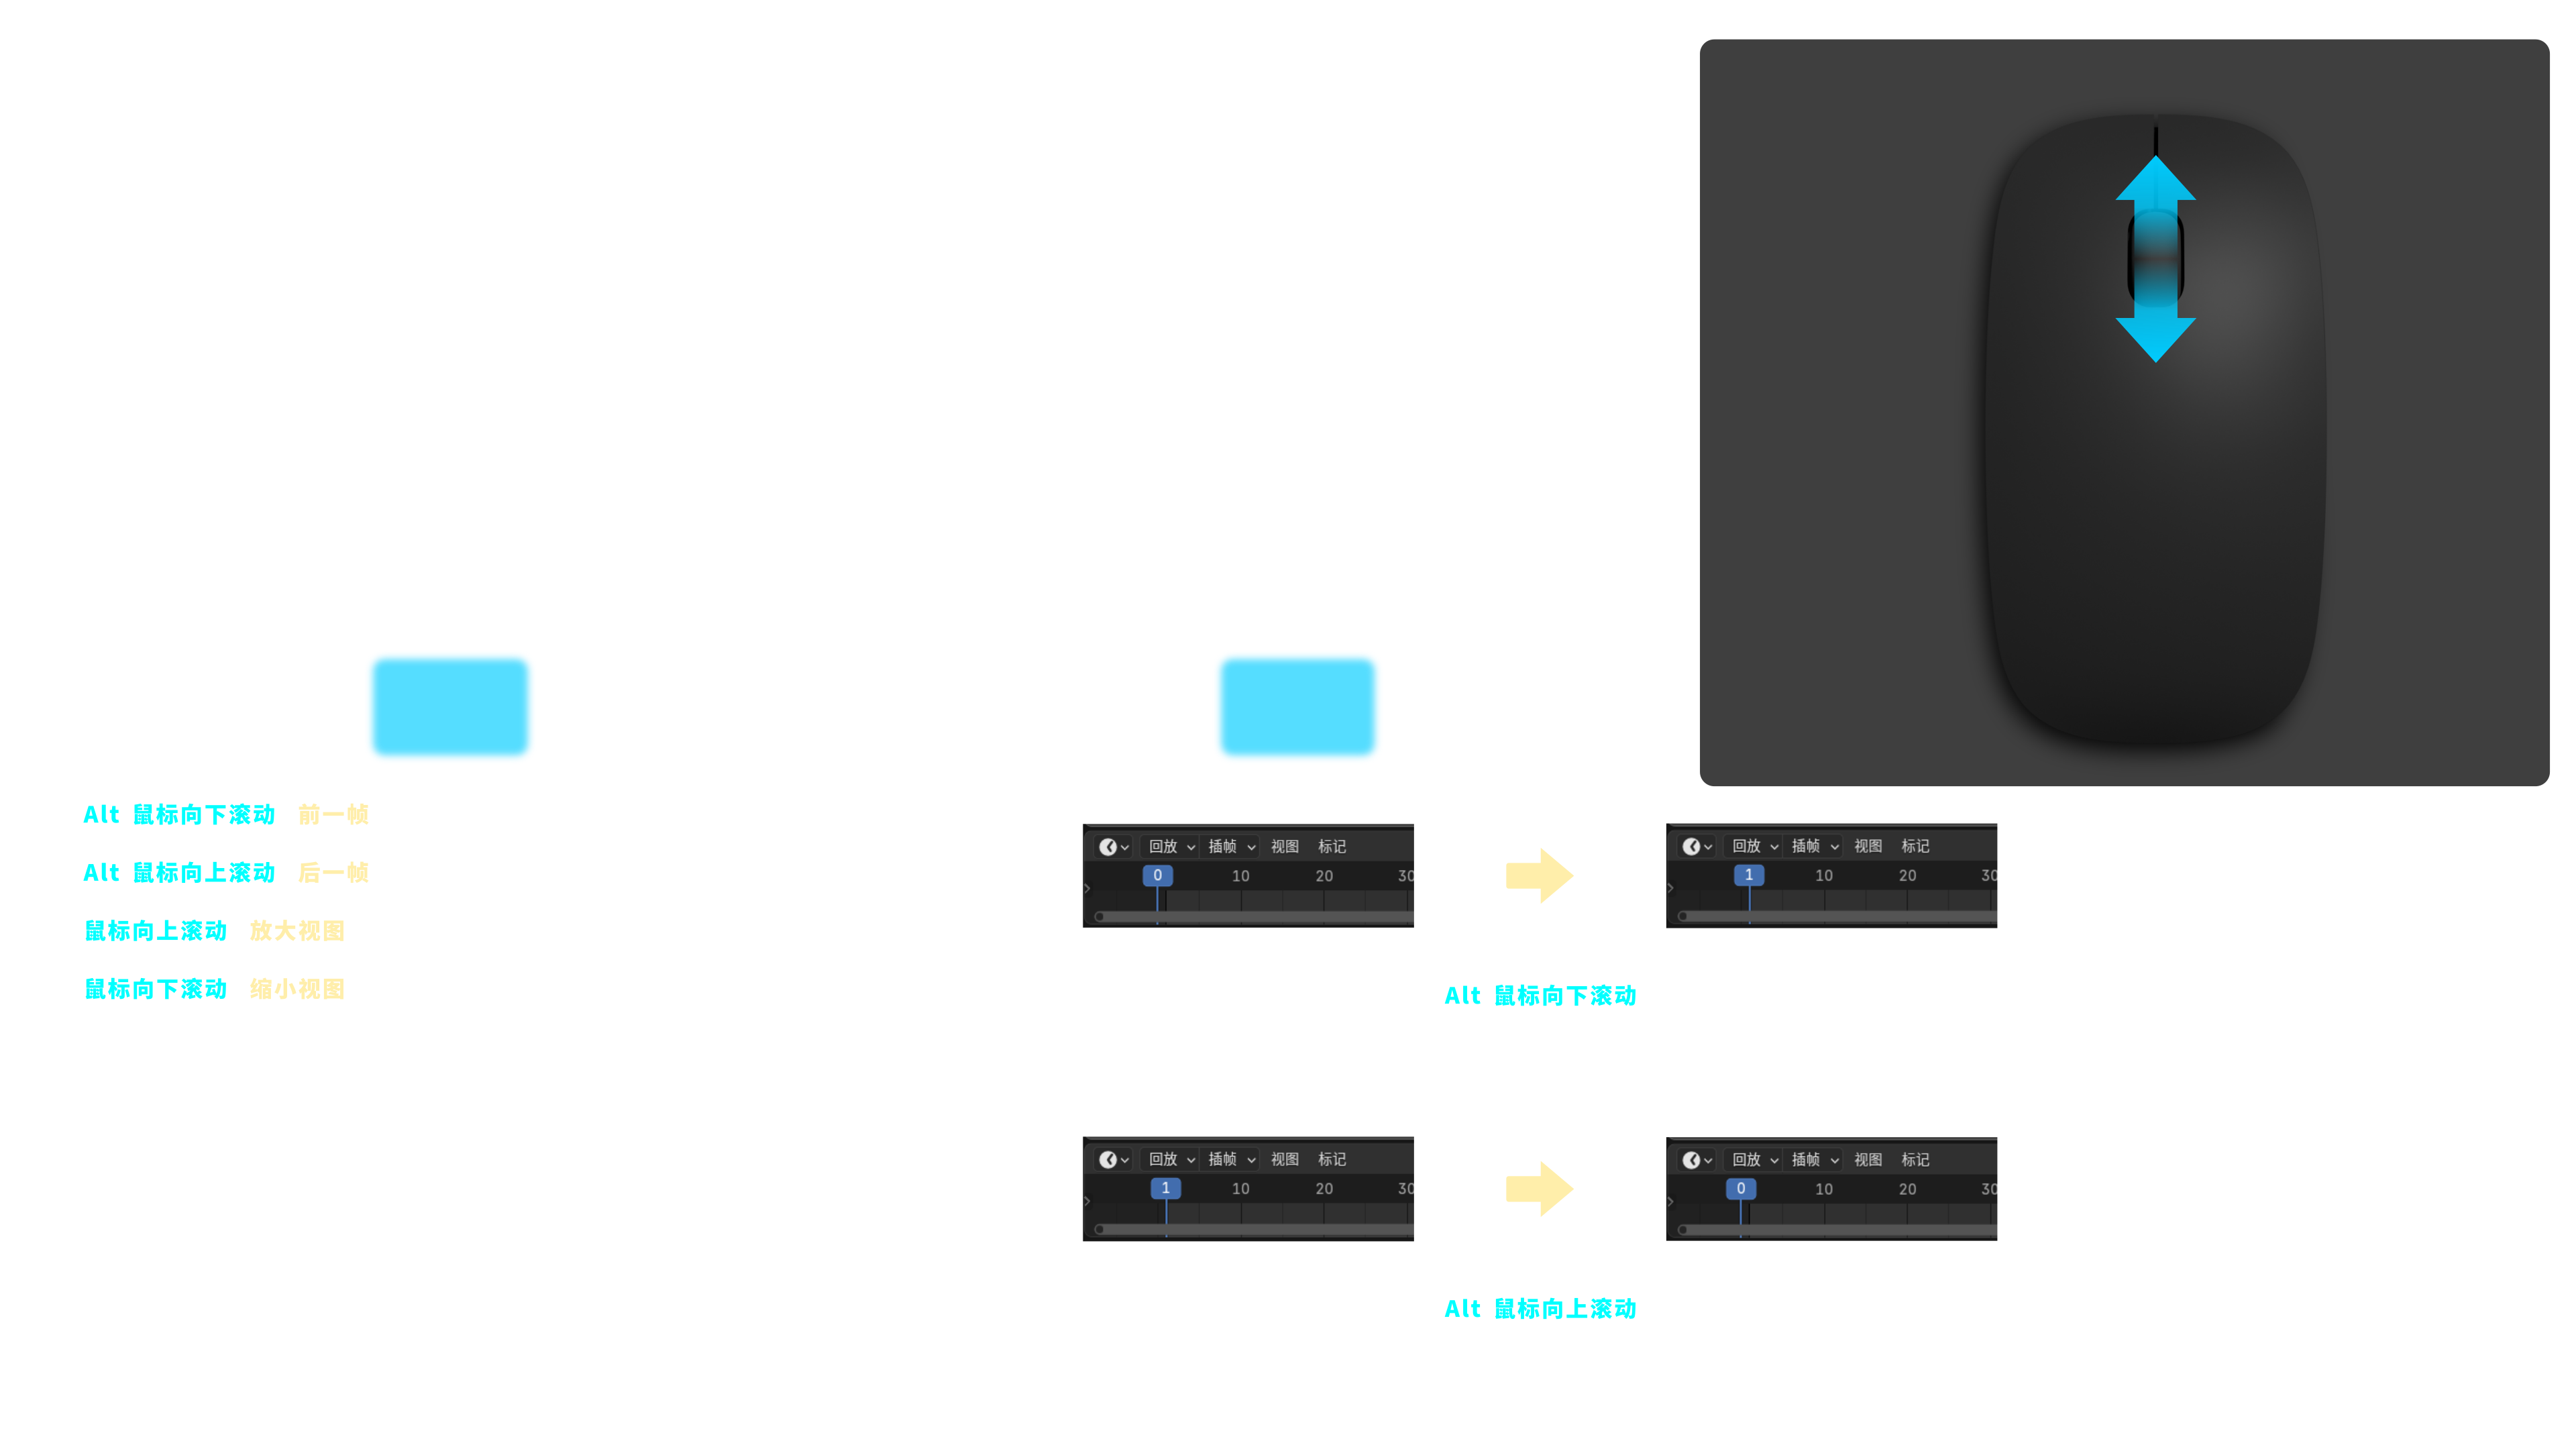 Alt 鼠标向下滚动 前一帧
Alt 鼠标向上滚动 后一帧
鼠标向上滚动 放大视图
鼠标向下滚动 缩小视图
回放 插帧 视图 标记
0 10 20 30
回放 插帧 视图 标记
1 10 20 30
Alt 鼠标向下滚动
回放 插帧 视图 标记
1 10 20 30
回放 插帧 视图 标记
0 10 20 30
Alt 鼠标向上滚动